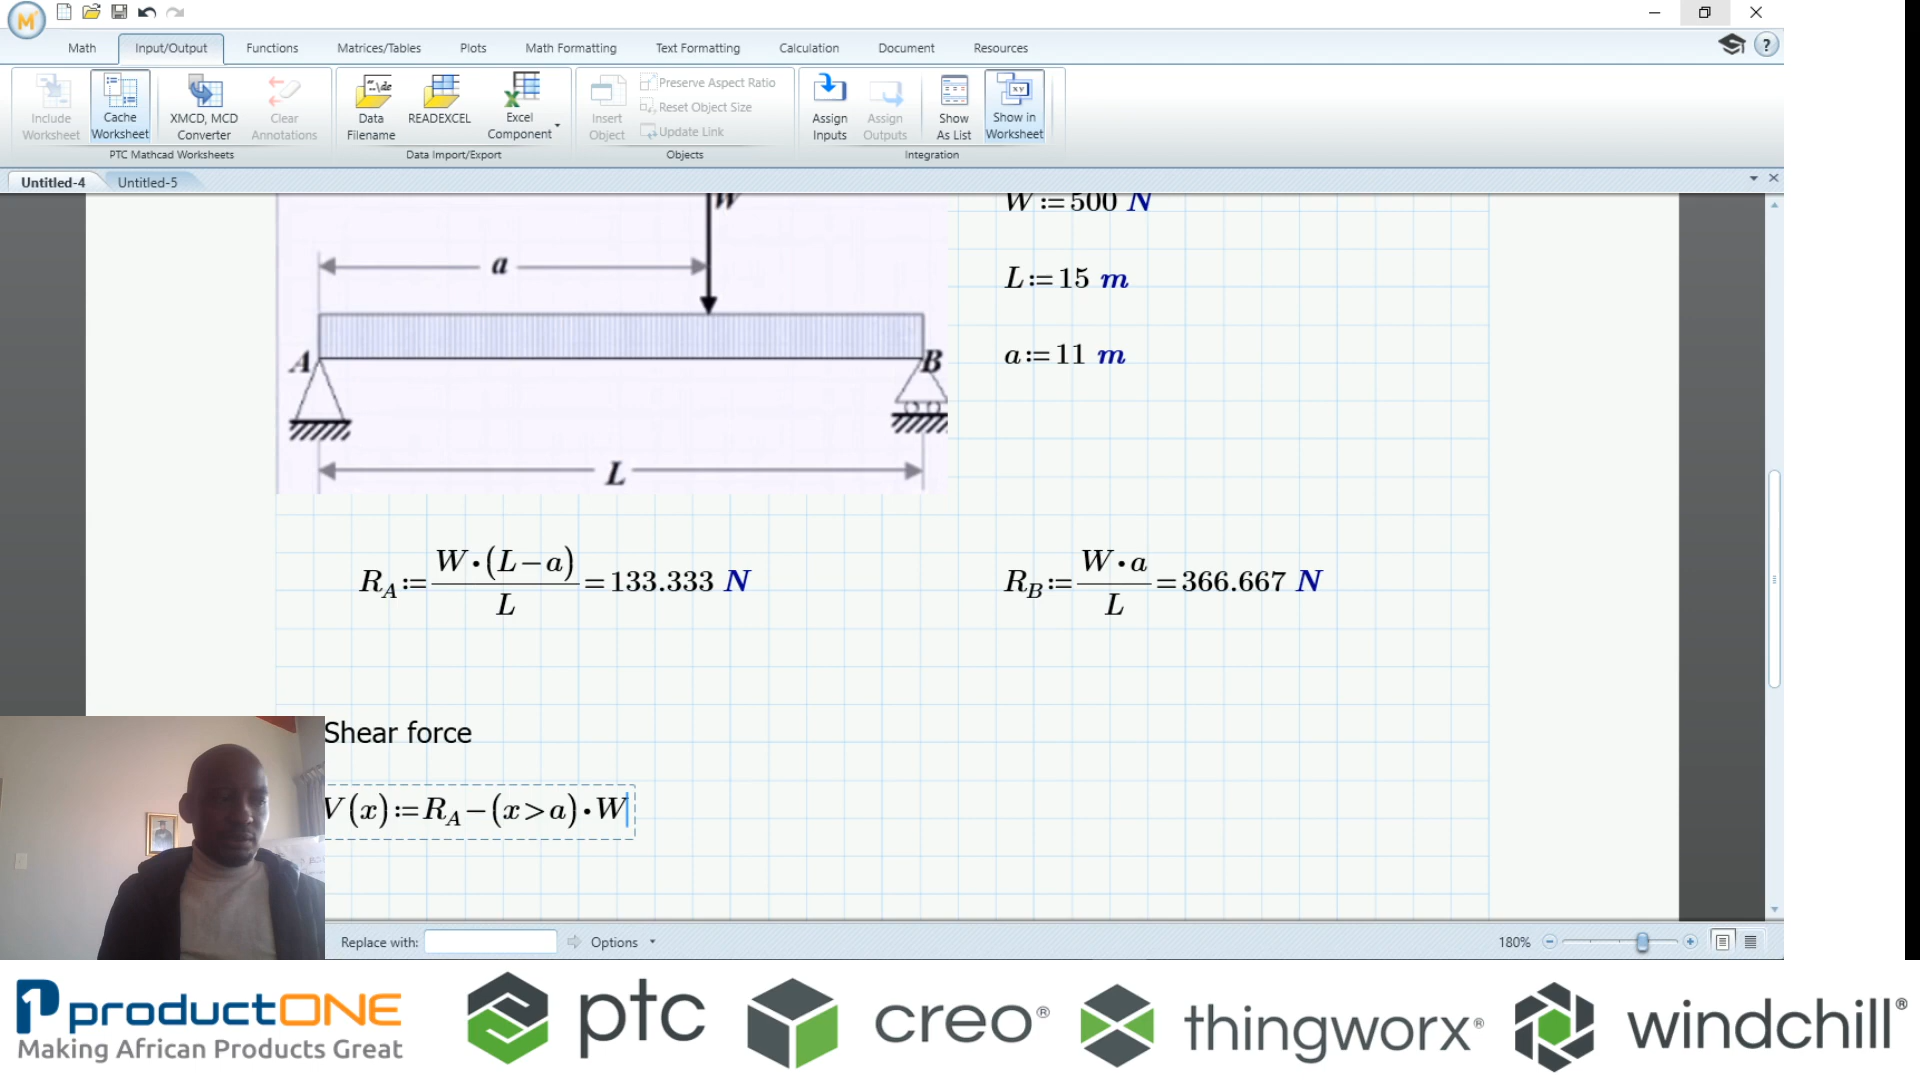 M
?
Math Input/Output Functions Matrices/Tables Plots Math Formatting Text Formatting Calculation Document Resources
Include Worksheet
Cache Worksheet
XMCD, MCD Converter
Clear Annotations
PTC Mathcad Worksheets
Data Filename
READEXCEL
Excel Component
Data Import/Export
Insert Object
Preserve Aspect Ratio
Reset Object Size
Update Link
Objects
Assign Inputs
Assign Outputs
Show As List
Show in Worksheet
Integration
Untitled-4 Untitled-5
W
W := 500 N
a
L := 15 m
A
B
a := 11 m
L
R_A := W·(L−a)/L = 133.333 N
R_B := W·a/L = 366.667 N
Shear force
V(x) := R_A−(x>a)·W
Replace with: Options
180%
productONE
Making African Products Great
ptc
creo®
thingworx®
windchill®